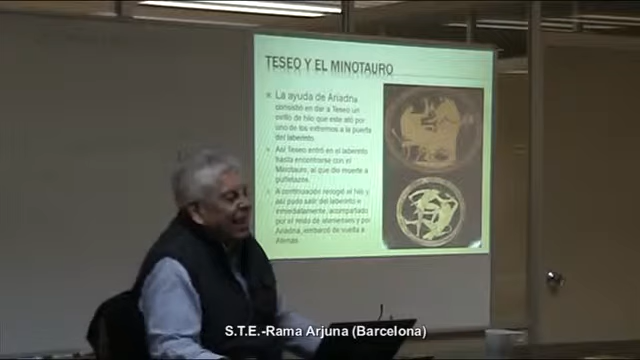 TESEO Y EL MINOTAURO
La ayuda de Ariadna
consistió en dar a Teseo un
ovillo de hilo que este ató por
uno de los extremos a la puerta
del laberinto.
Así Teseo entró en el laberinto
hasta encontrarse con el
Minotauro, al que dio muerte a
puñetazos.
A continuación recogió el hilo y
así pudo salir del laberinto e
inmediatamente, acompañado
por el resto de atenienses y por
Ariadna, embarcó de vuelta a
Atenas.
S.T.E.-Rama Arjuna (Barcelona)